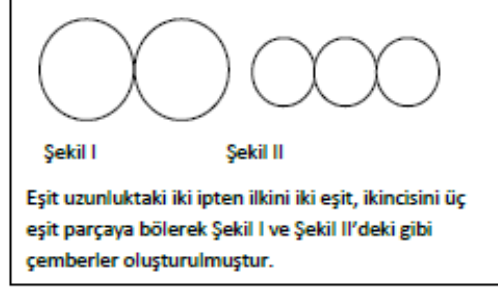 Şekil I Şekil II
Eşit uzunluktaki iki ipten ilkini iki eşit, ikincisini üç
eşit parçaya bölerek Şekil I ve Şekil II'deki gibi
çemberler oluşturulmuştur.